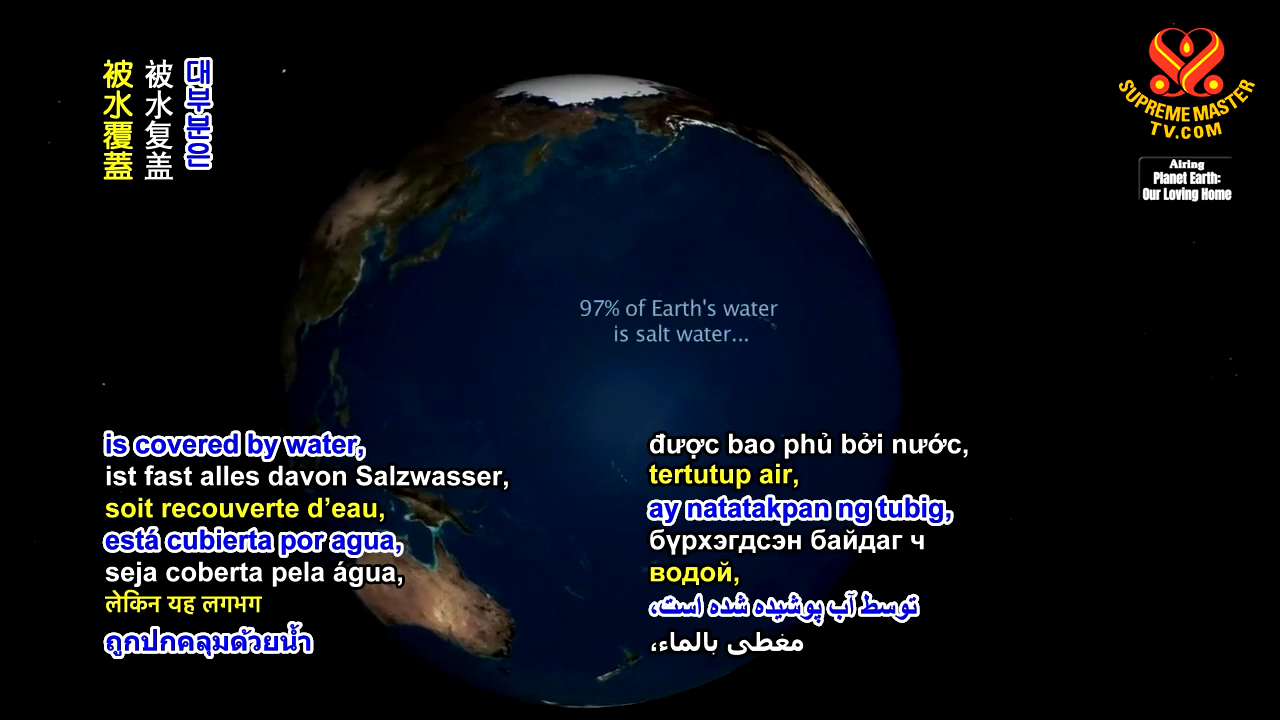 被水覆蓋
被水复盖
대부분은
SUPREME MASTER
TV.COM
Airing
Planet Earth:
Our Loving Home
97% of Earth's water
is salt water...
is covered by water,
ist fast alles davon Salzwasser,
soit recouverte d’eau,
está cubierta por agua,
seja coberta pela água,
लेकिन यह लगभग
ถูกปกคลุมด้วยน้ำ
được bao phủ bởi nước,
tertutup air,
ay natatakpan ng tubig,
бүрхэгдсэн байдаг ч
водой,
توسط آب پوشیده شده است،
مغطى بالماء،